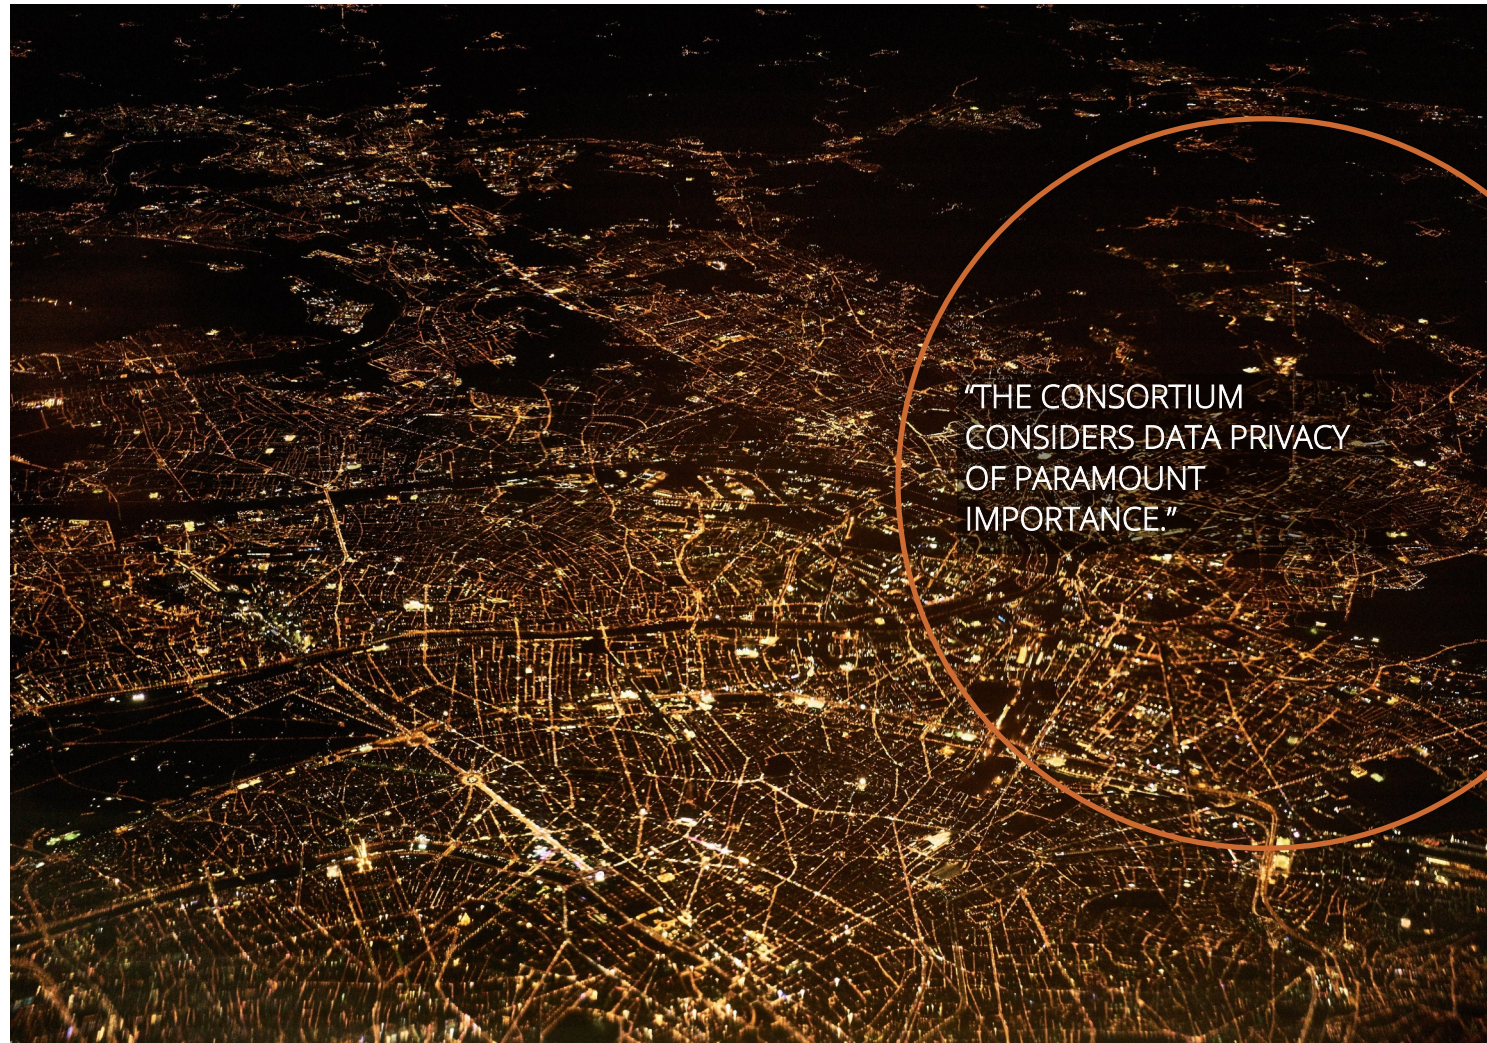 “THE CONSORTIUM
CONSIDERS DATA PRIVACY
OF PARAMOUNT
IMPORTANCE.”